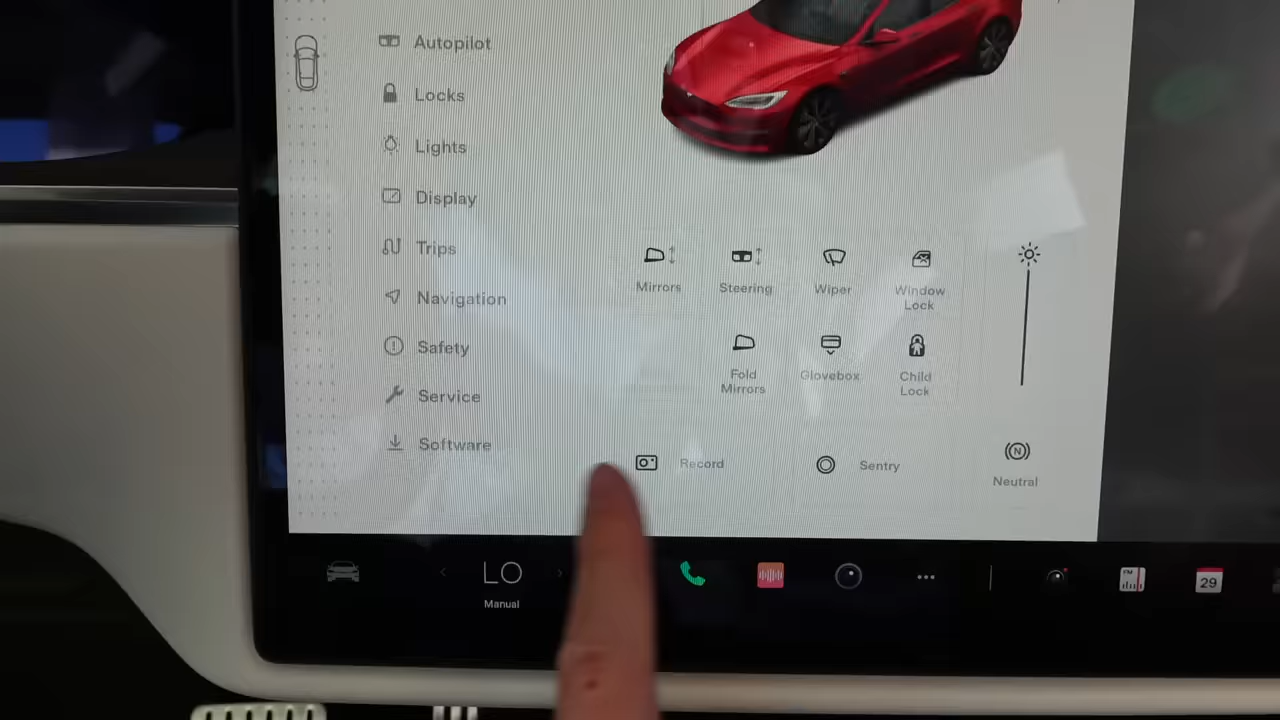 Autopilot
Locks
Lights
Display
Trips
Navigation
Safety
Service
Software
Mirrors
Steering
Wiper
Window
Lock
Fold
Mirrors
Glovebox
Child
Lock
Record
Sentry
N
Neutral
LO
Manual
FM
29